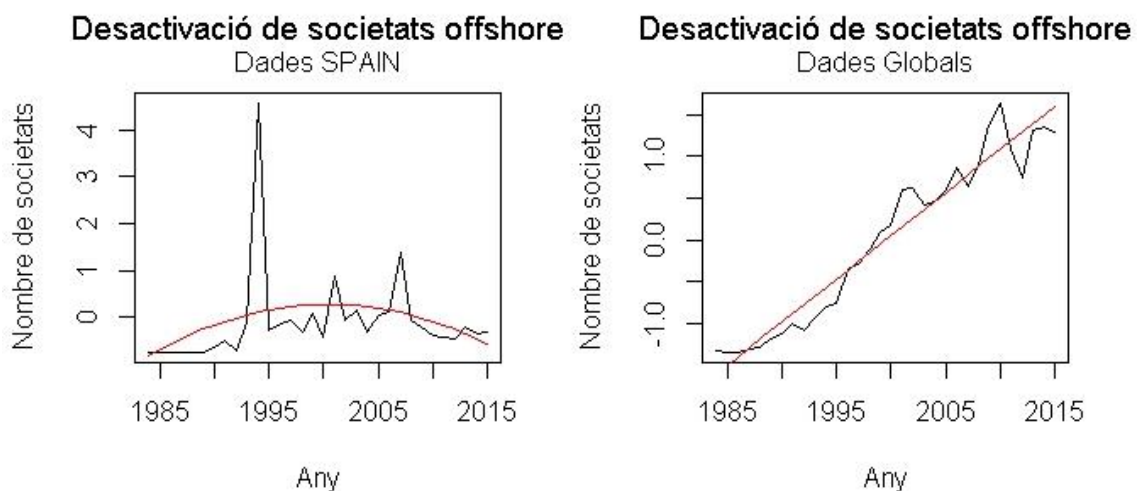 Desactivació de societats offshore
Dades SPAIN
Nombre de societats
4
3
2
1
0
1985 1995 2005 2015
Any
Desactivació de societats offshore
Dades Globals
Nombre de societats
1.0
0.0
-1.0
1985 1995 2005 2015
Any